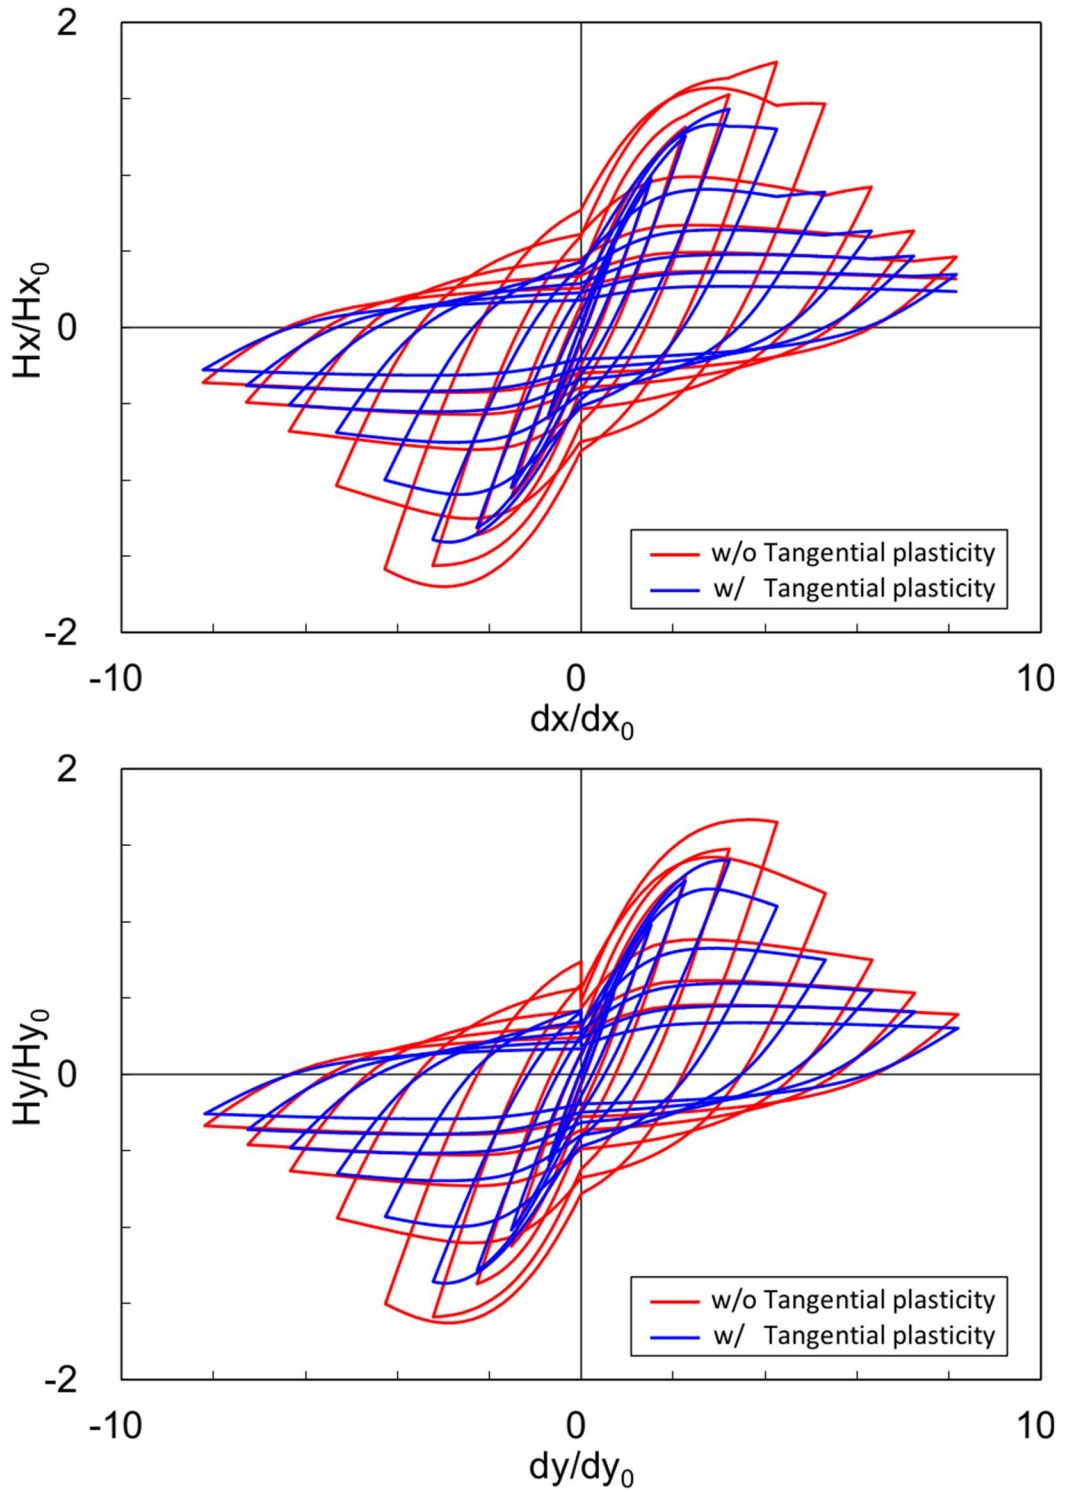 2
Hx/Hx₀
0
w/o Tangential plasticity
w/ Tangential plasticity
-2
-10 0 10
dx/dx₀
2
Hy/Hy₀
0
w/o Tangential plasticity
w/ Tangential plasticity
-2
-10 0 10
dy/dy₀